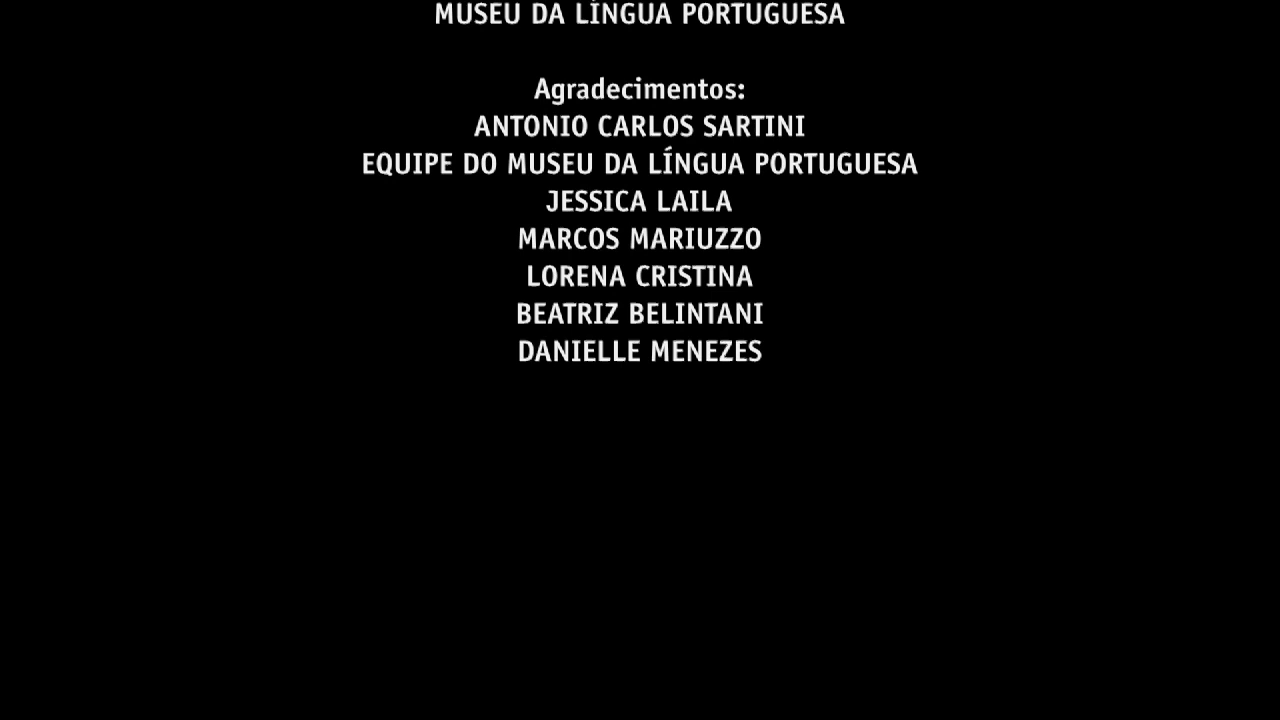 MUSEU DA LÍNGUA PORTUGUESA
Agradecimentos:
ANTONIO CARLOS SARTINI
EQUIPE DO MUSEU DA LÍNGUA PORTUGUESA
JESSICA LAILA
MARCOS MARIUZZO
LORENA CRISTINA
BEATRIZ BELINTANI
DANIELLE MENEZES